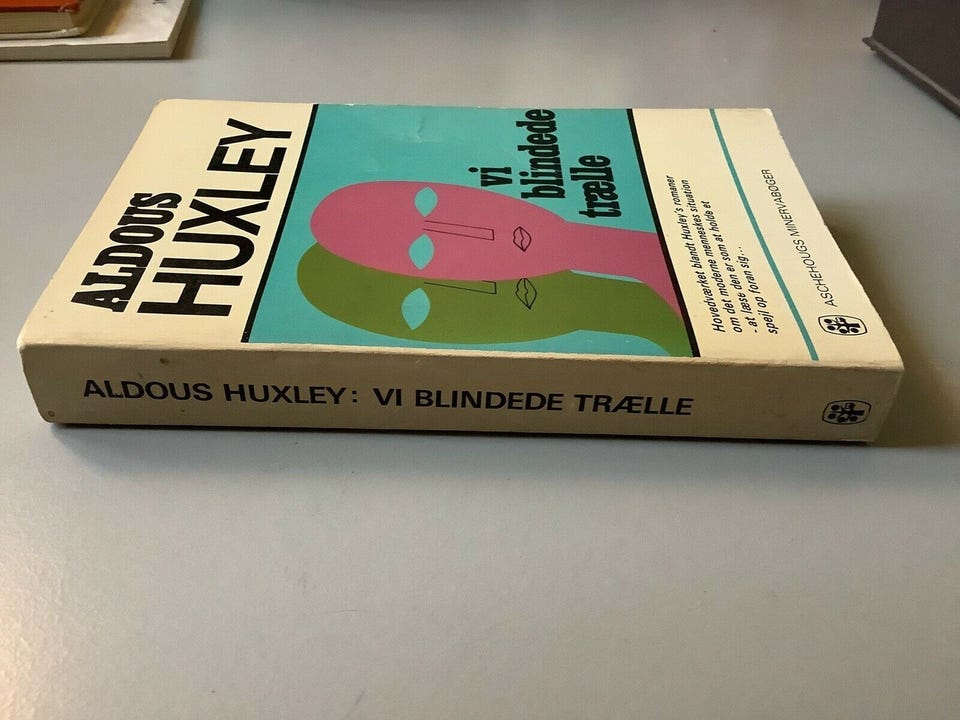 ALDOUS
HUXLEY
vi
blindede
trælle
Hovedværket blandt Huxley's romaner
om det moderne menneskes situation
- at læse den er som at holde et
spejl op foran sig...
ASCHEHOUGS MINERVABØGER
ALDOUS HUXLEY: VI BLINDEDE TRÆLLE